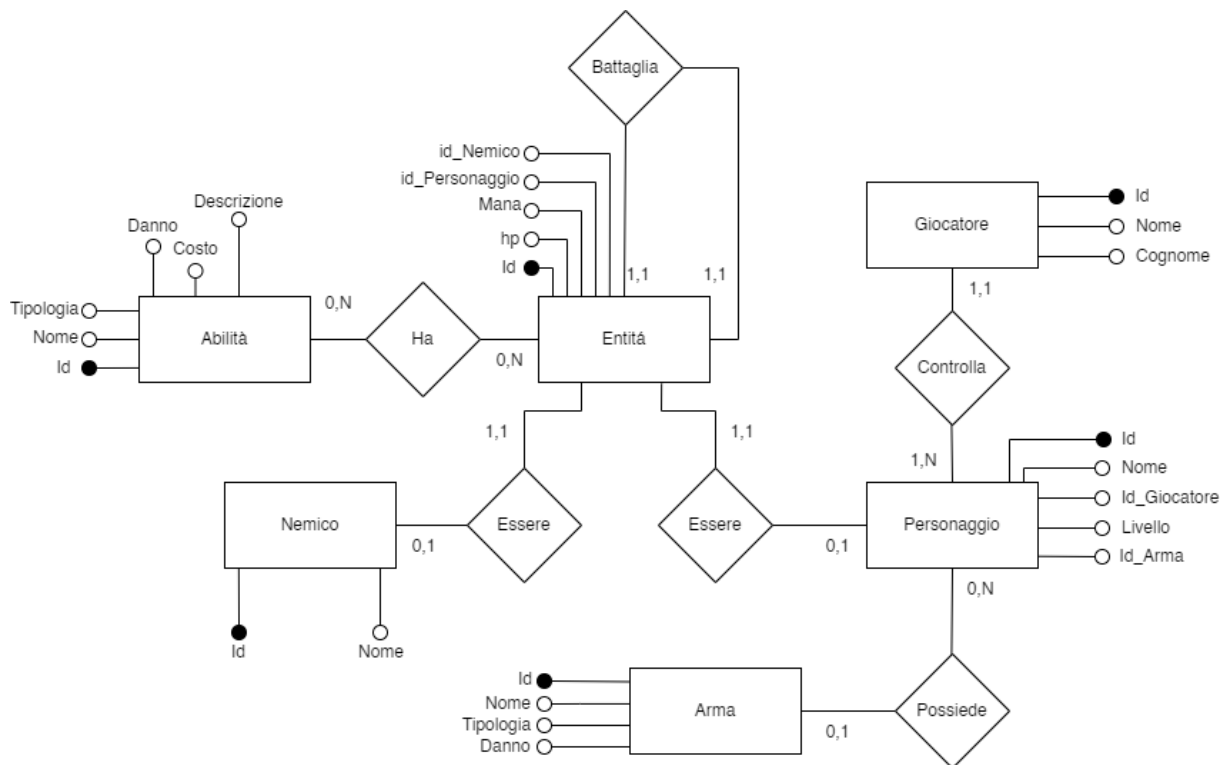 Battaglia
id_Nemico
id_Personaggio
Mana
hp
Id
1,1
1,1
Descrizione
Danno
Costo
Tipologia
Nome
Id
Abilità
0,N
Ha
0,N
Entitá
Giocatore
Id
Nome
Cognome
1,1
Controlla
1,N
1,1
1,1
Nemico
0,1
Essere
Essere
0,1
Personaggio
Id
Nome
Id_Giocatore
Livello
Id_Arma
Id
Nome
0,N
Id
Nome
Tipologia
Danno
Arma
0,1
Possiede